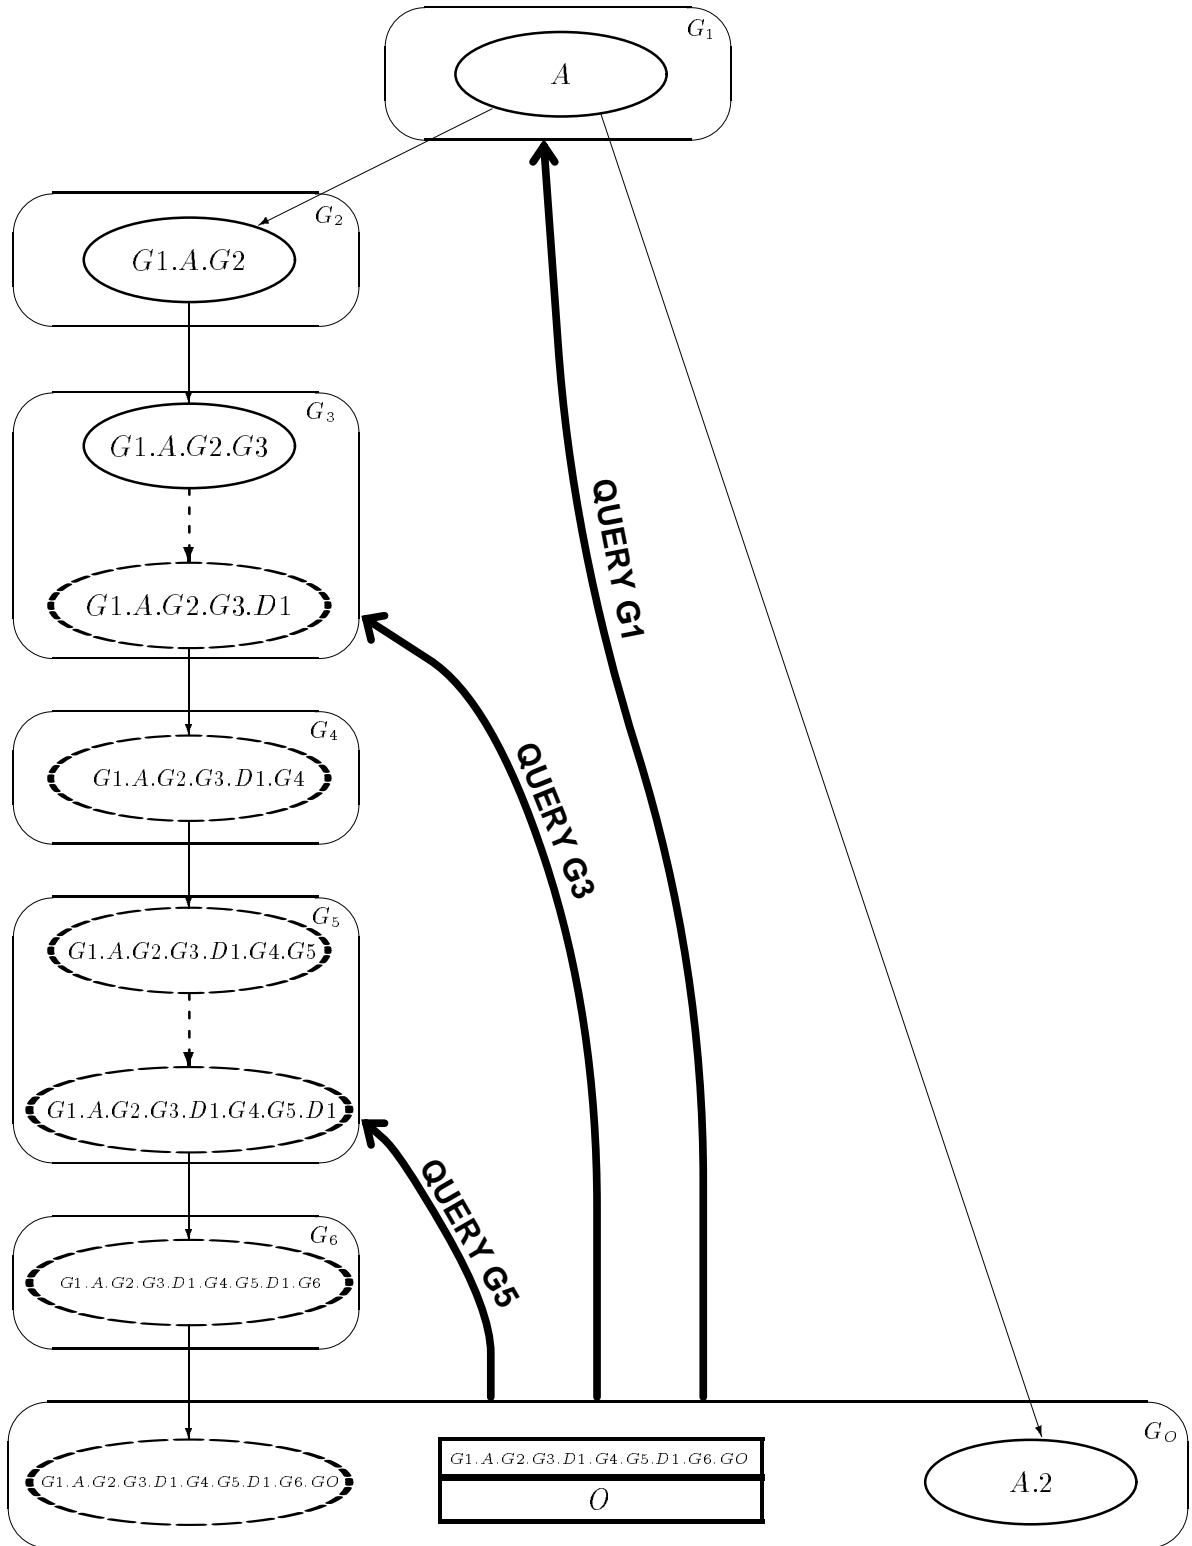 G1
A
G2
G1.A.G2
G3
G1.A.G2.G3
G1.A.G2.G3.D1
QUERY G1
G4
G1.A.G2.G3.D1.G4
QUERY G3
G5
G1.A.G2.G3.D1.G4.G5
G1.A.G2.G3.D1.G4.G5.D1
QUERY G5
G6
G1.A.G2.G3.D1.G4.G5.D1.G6
GO
G1.A.G2.G3.D1.G4.G5.D1.G6.GO
G1.A.G2.G3.D1.G4.G5.D1.G6.GO
O
A.2